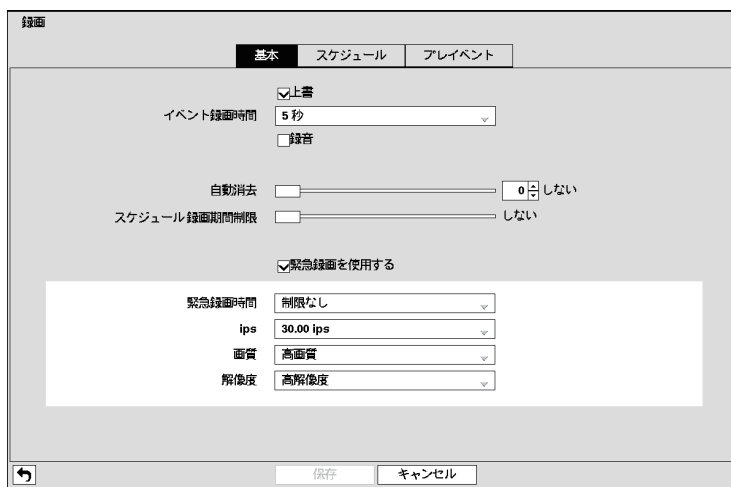 録画
基本 スケジュール プレイベント
上書
イベント録画時間 5 秒
録音
自動消去 0 しない
スケジュール録画期間制限 しない
緊急録画を使用する
緊急録画時間 制限なし
ips 30.00 ips
画質 高画質
解像度 高解像度
保存 キャンセル